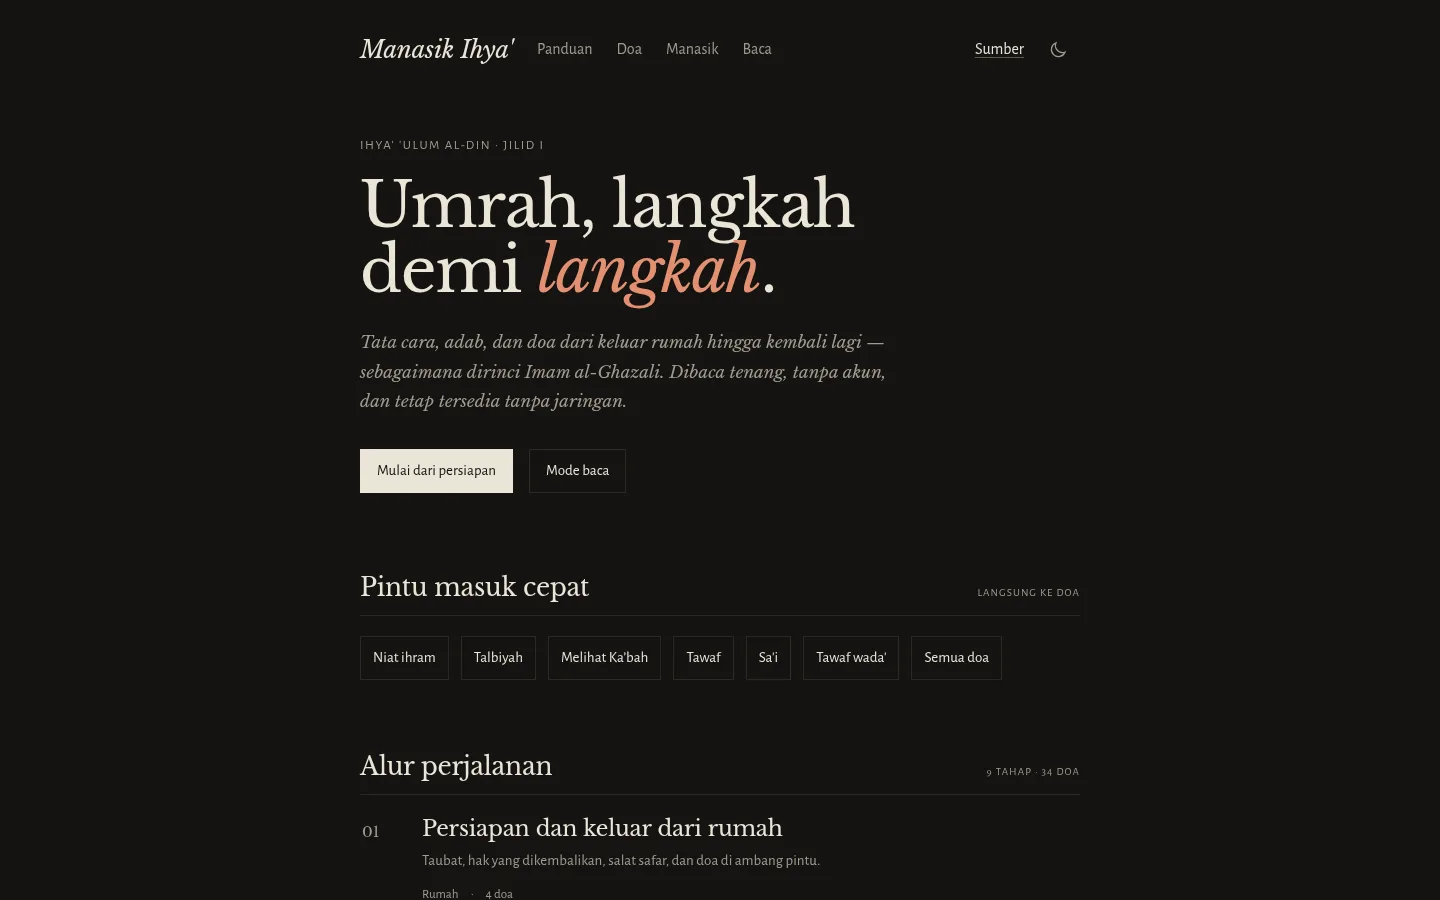 Manasik Ihya'
Panduan
Doa
Manasik
Baca
Sumber
IHYA' 'ULUM AL-DIN · JILID I
Umrah, langkah
demi langkah.
Tata cara, adab, dan doa dari keluar rumah hingga kembali lagi —
sebagaimana dirinci Imam al-Ghazali. Dibaca tenang, tanpa akun,
dan tetap tersedia tanpa jaringan.
Mulai dari persiapan
Mode baca
Pintu masuk cepat
LANGSUNG KE DOA
Niat ihram
Talbiyah
Melihat Ka'bah
Tawaf
Sa'i
Tawaf wada'
Semua doa
Alur perjalanan
9 TAHAP · 34 DOA
01
Persiapan dan keluar dari rumah
Taubat, hak yang dikembalikan, salat safar, dan doa di ambang pintu.
Rumah · 4 doa